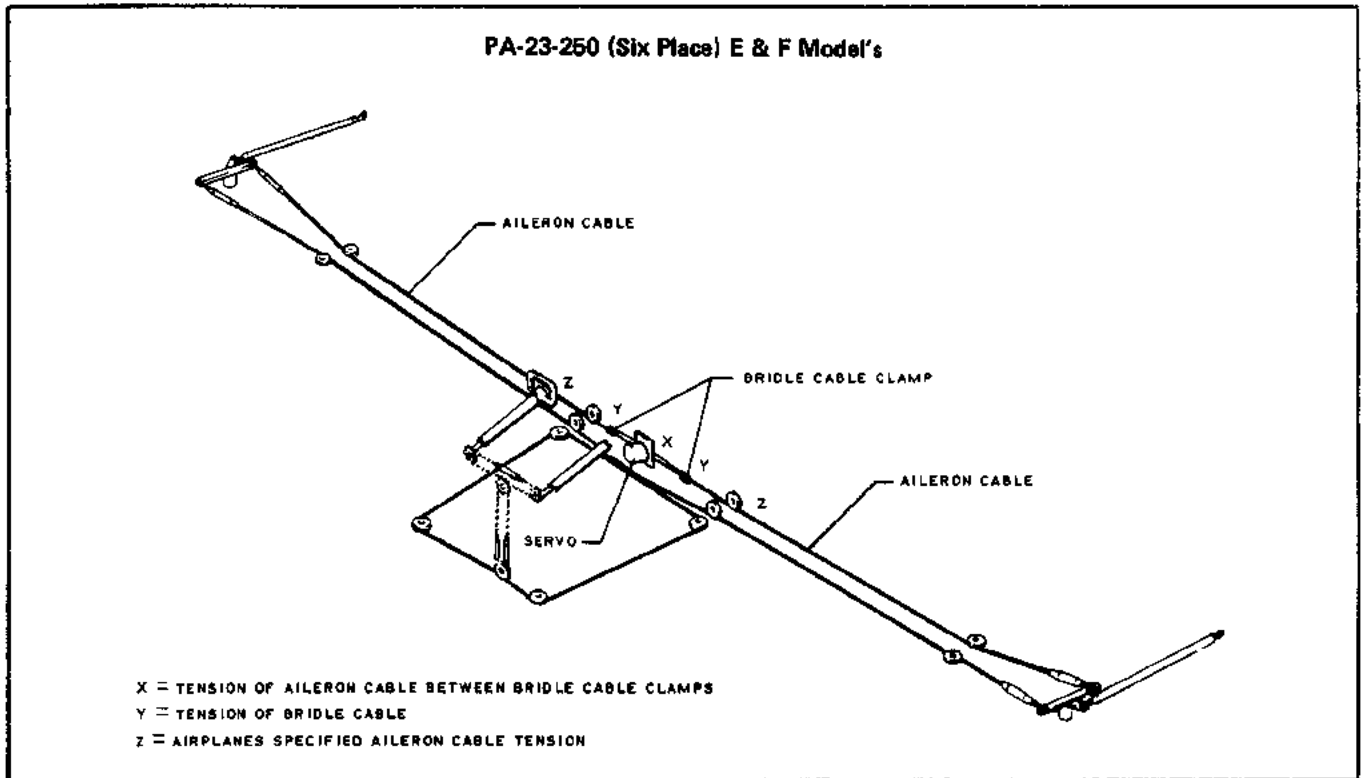 PA-23-250 (Six Place) E & F Model's
AILERON CABLE
Z
BRIDLE CABLE CLAMP
Y
X
Y
AILERON CABLE
Z
SERVO
X = TENSION OF AILERON CABLE BETWEEN BRIDLE CABLE CLAMPS
Y = TENSION OF BRIDLE CABLE
Z = AIRPLANES SPECIFIED AILERON CABLE TENSION